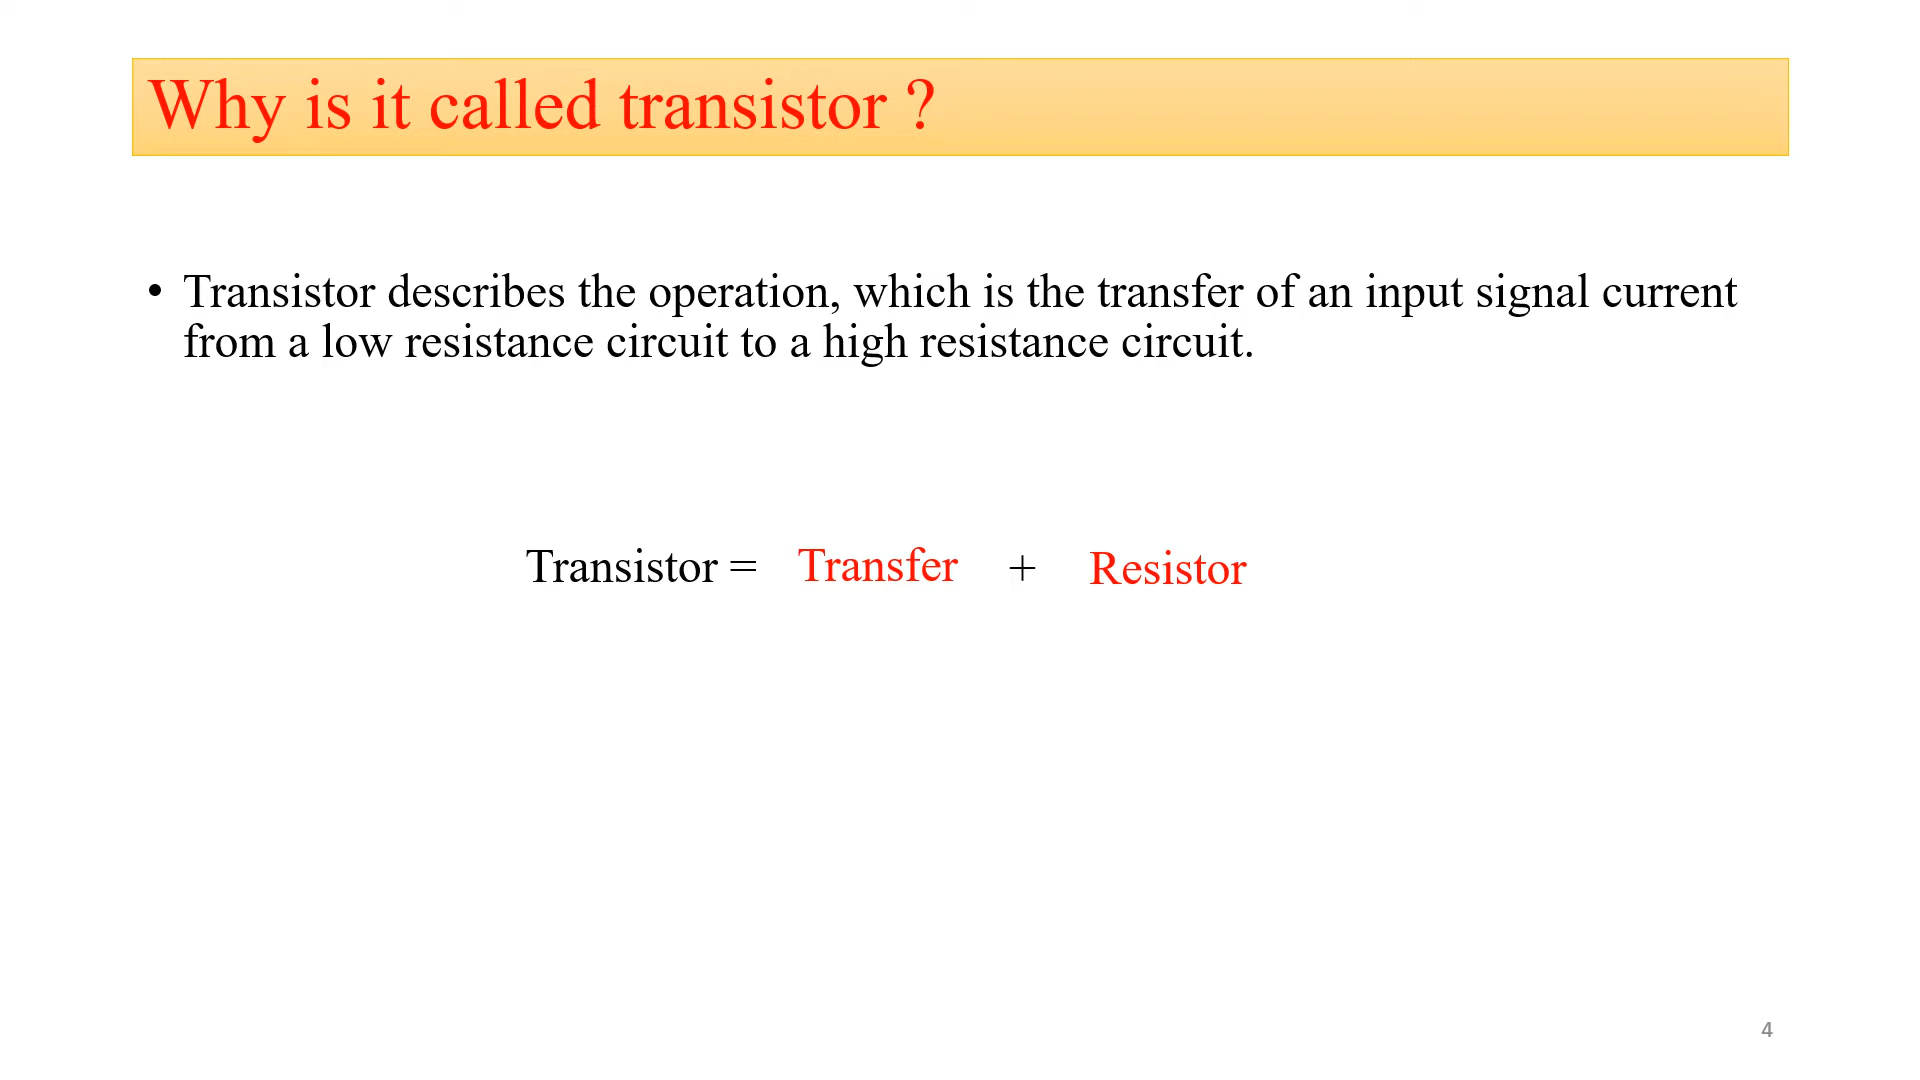 Why is it called transistor ?
• Transistor describes the operation, which is the transfer of an input signal current
from a low resistance circuit to a high resistance circuit.
Transistor = Transfer + Resistor
4